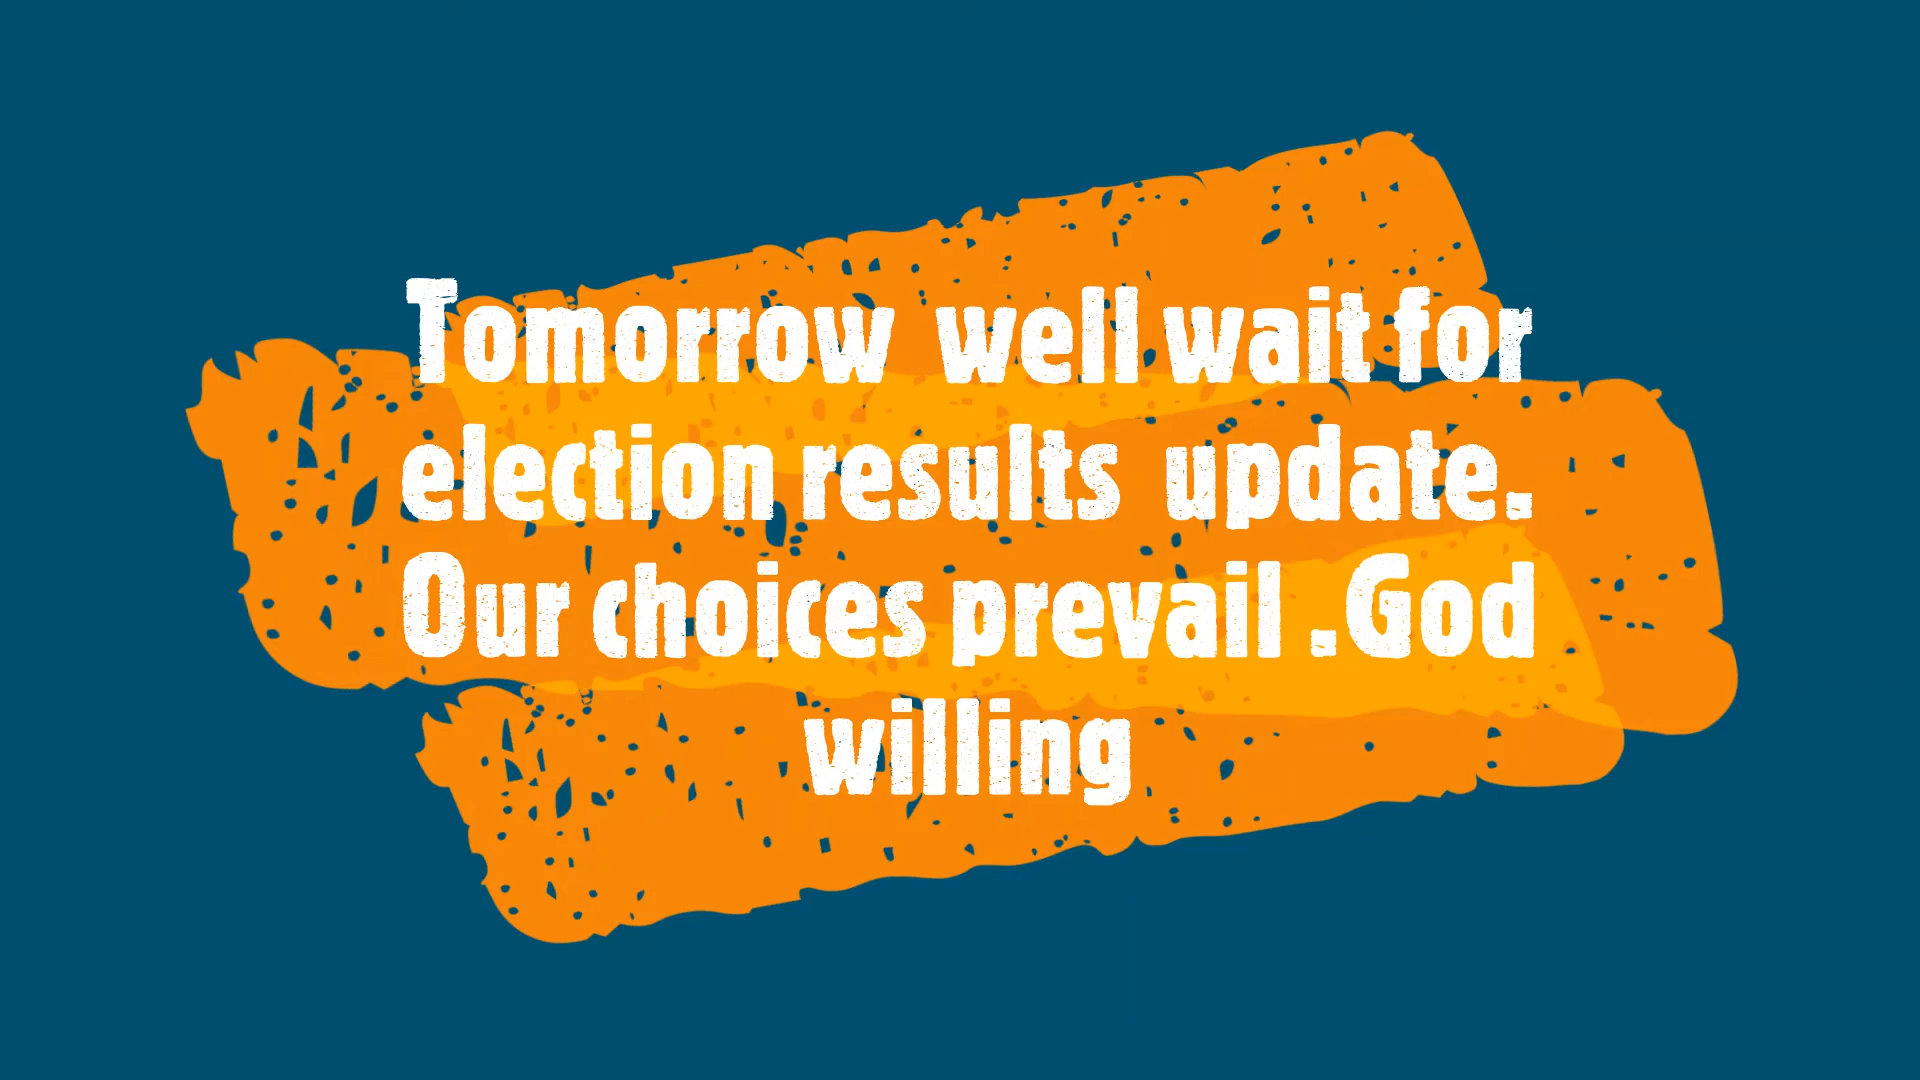 Tomorrow  well wait for
election results  update.
Our choices prevail .God
willing